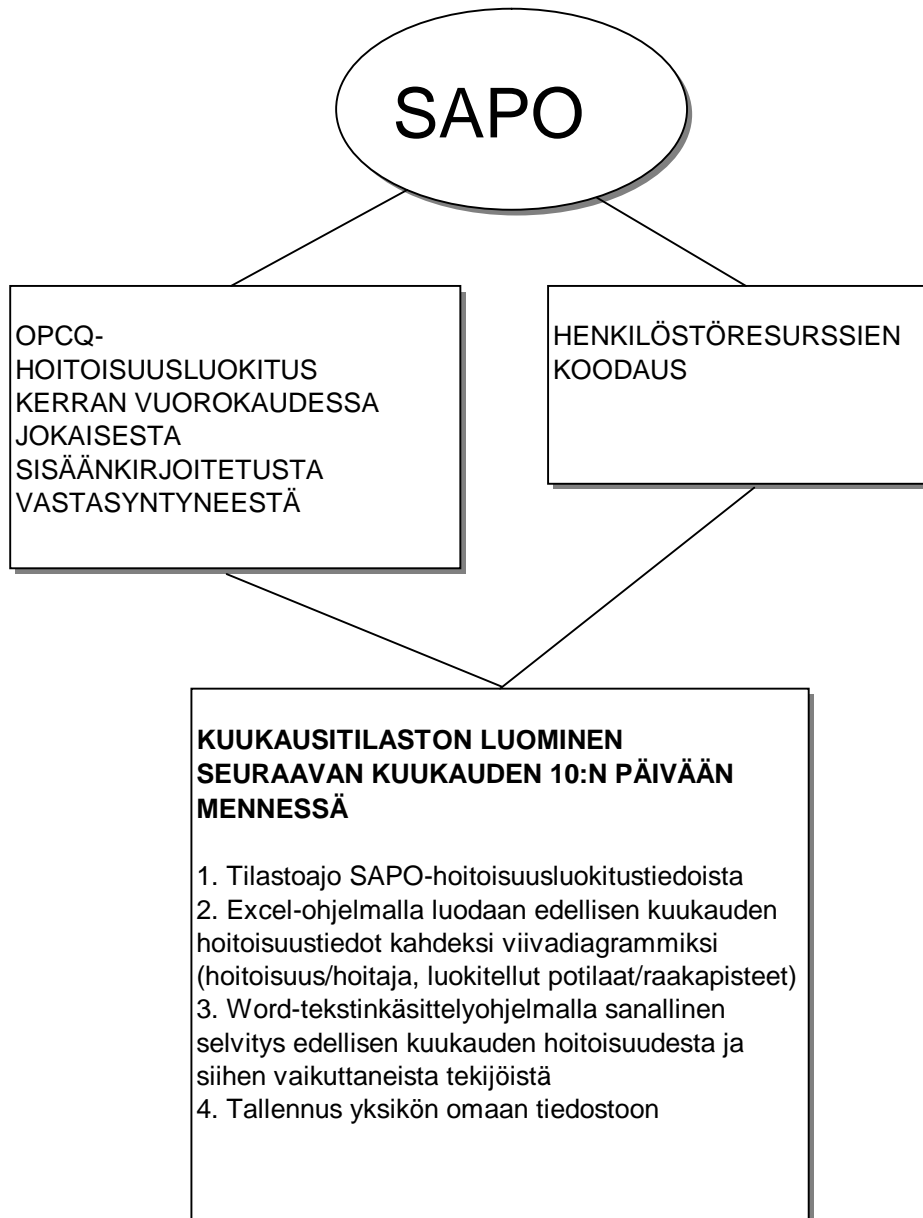 SAPO
OPCQ-
HOITOISUUSLUOKITUS
KERRAN VUOROKAUDESSA
JOKAISESTA
SISÄÄNKIRJOITETUSTA
VASTASYNTYNEESTÄ
HENKILÖSTÖRESURSSIEN
KOODAUS
KUUKAUSITILASTON LUOMINEN
SEURAAVAN KUUKAUDEN 10:N PÄIVÄÄN
MENNESSÄ
1. Tilastoajo SAPO-hoitoisuusluokitustiedoista
2. Excel-ohjelmalla luodaan edellisen kuukauden
hoitoisuustiedot kahdeksi viivadiagrammiksi
(hoitoisuus/hoitaja, luokitellut potilaat/raakapisteet)
3. Word-tekstinkäsittelyohjelmalla sanallinen
selvitys edellisen kuukauden hoitoisuudesta ja
siihen vaikuttaneista tekijöistä
4. Tallennus yksikön omaan tiedostoon